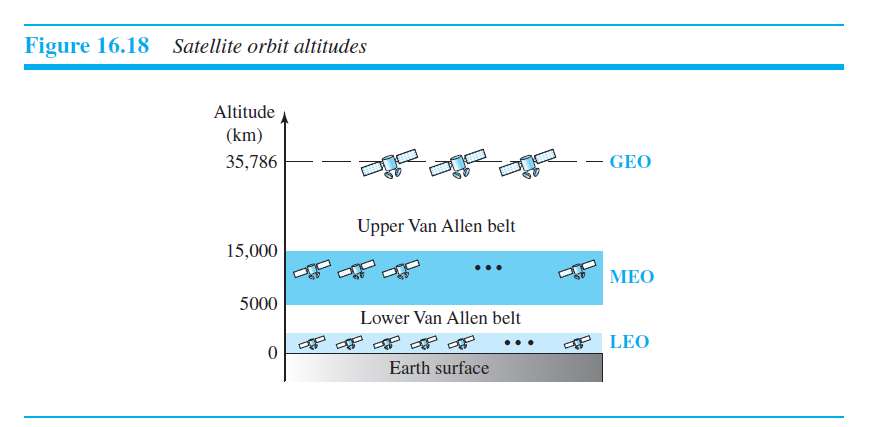 Figure 16.18 Satellite orbit altitudes
Altitude
(km)
35,786
GEO
Upper Van Allen belt
15,000
MEO
5000
Lower Van Allen belt
LEO
0
Earth surface